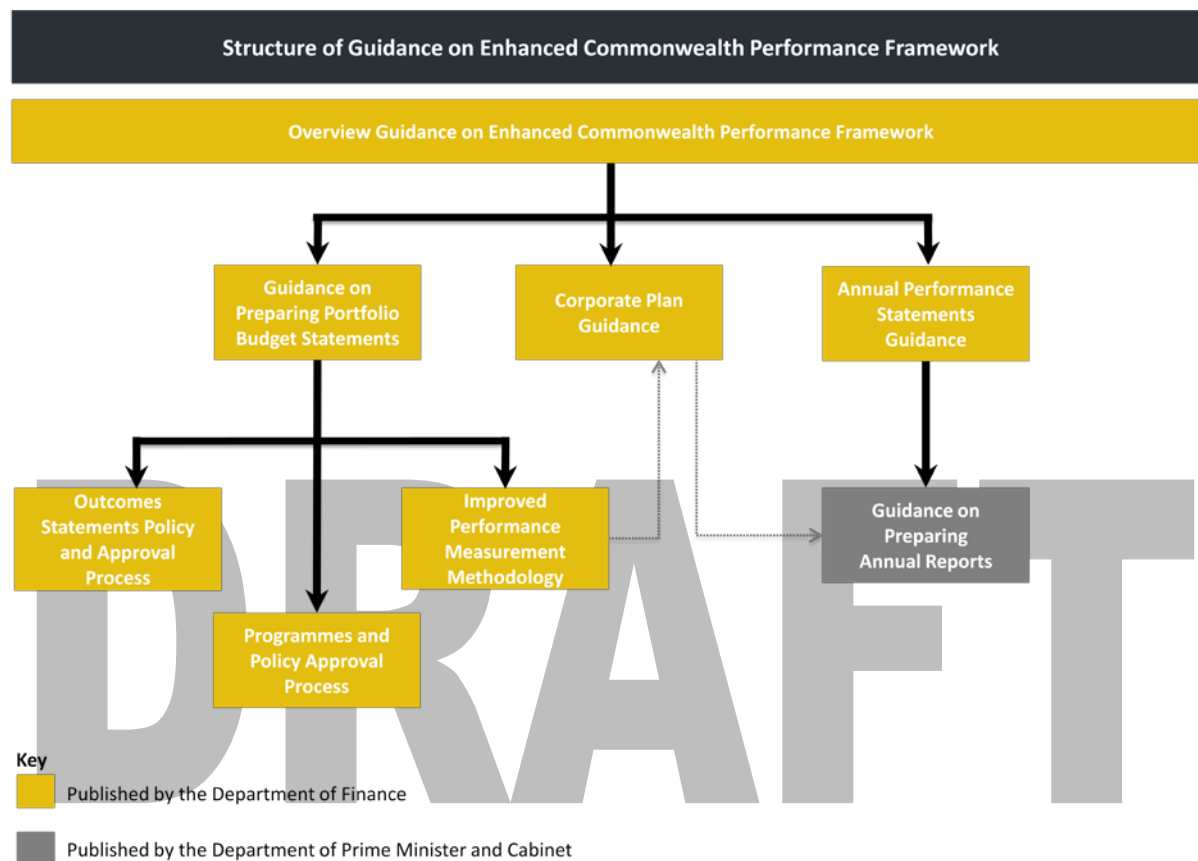 Structure of Guidance on Enhanced Commonwealth Performance Framework
Overview Guidance on Enhanced Commonwealth Performance Framework
Guidance on
Preparing Portfolio
Budget Statements
Corporate Plan
Guidance
Annual Performance
Statements
Guidance
Outcomes
Statements Policy
and Approval
Process
Improved
Performance
Measurement
Methodology
Guidance on
Preparing
Annual Reports
Programmes and
Policy Approval
Process
DRAFT
Key
Published by the Department of Finance
Published by the Department of Prime Minister and Cabinet